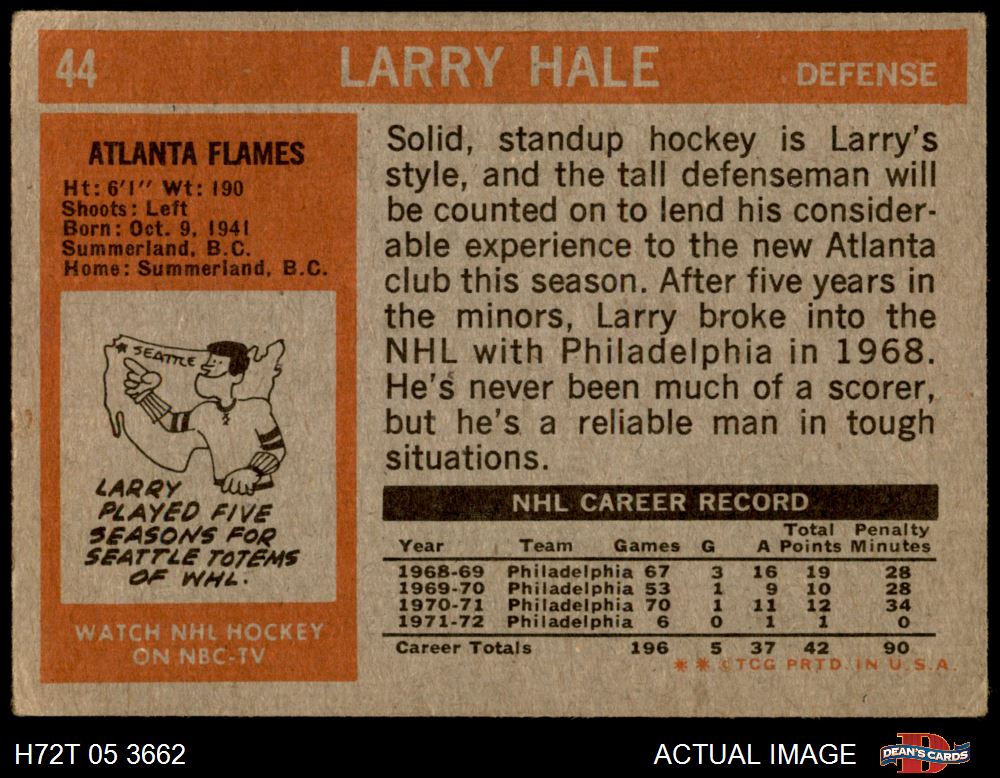 44
LARRY HALE
DEFENSE
ATLANTA FLAMES
Ht: 6'1" Wt: 190
Shoots: Left
Born: Oct. 9, 1941
Summerland, B.C.
Home: Summerland, B.C.
SEATTLE
LARRY
PLAYED FIVE
SEASONS FOR
SEATTLE TOTEMS
OF WHL.
WATCH NHL HOCKEY
ON NBC-TV
Solid, standup hockey is Larry's
style, and the tall defenseman will
be counted on to lend his consider-
able experience to the new Atlanta
club this season. After five years in
the minors, Larry broke into the
NHL with Philadelphia in 1968.
He's never been much of a scorer,
but he's a reliable man in tough
situations.
NHL CAREER RECORD
Year Team Games G A Total Points Penalty Minutes
1968-69 Philadelphia 67 3 16 19 28
1969-70 Philadelphia 53 1 9 10 28
1970-71 Philadelphia 70 1 11 12 34
1971-72 Philadelphia 6 0 1 1 0
Career Totals 196 5 37 42 90
* * ©TCG PRTD. IN U.S.A.
H72T 05 3662
ACTUAL IMAGE
DEAN'S CARDS